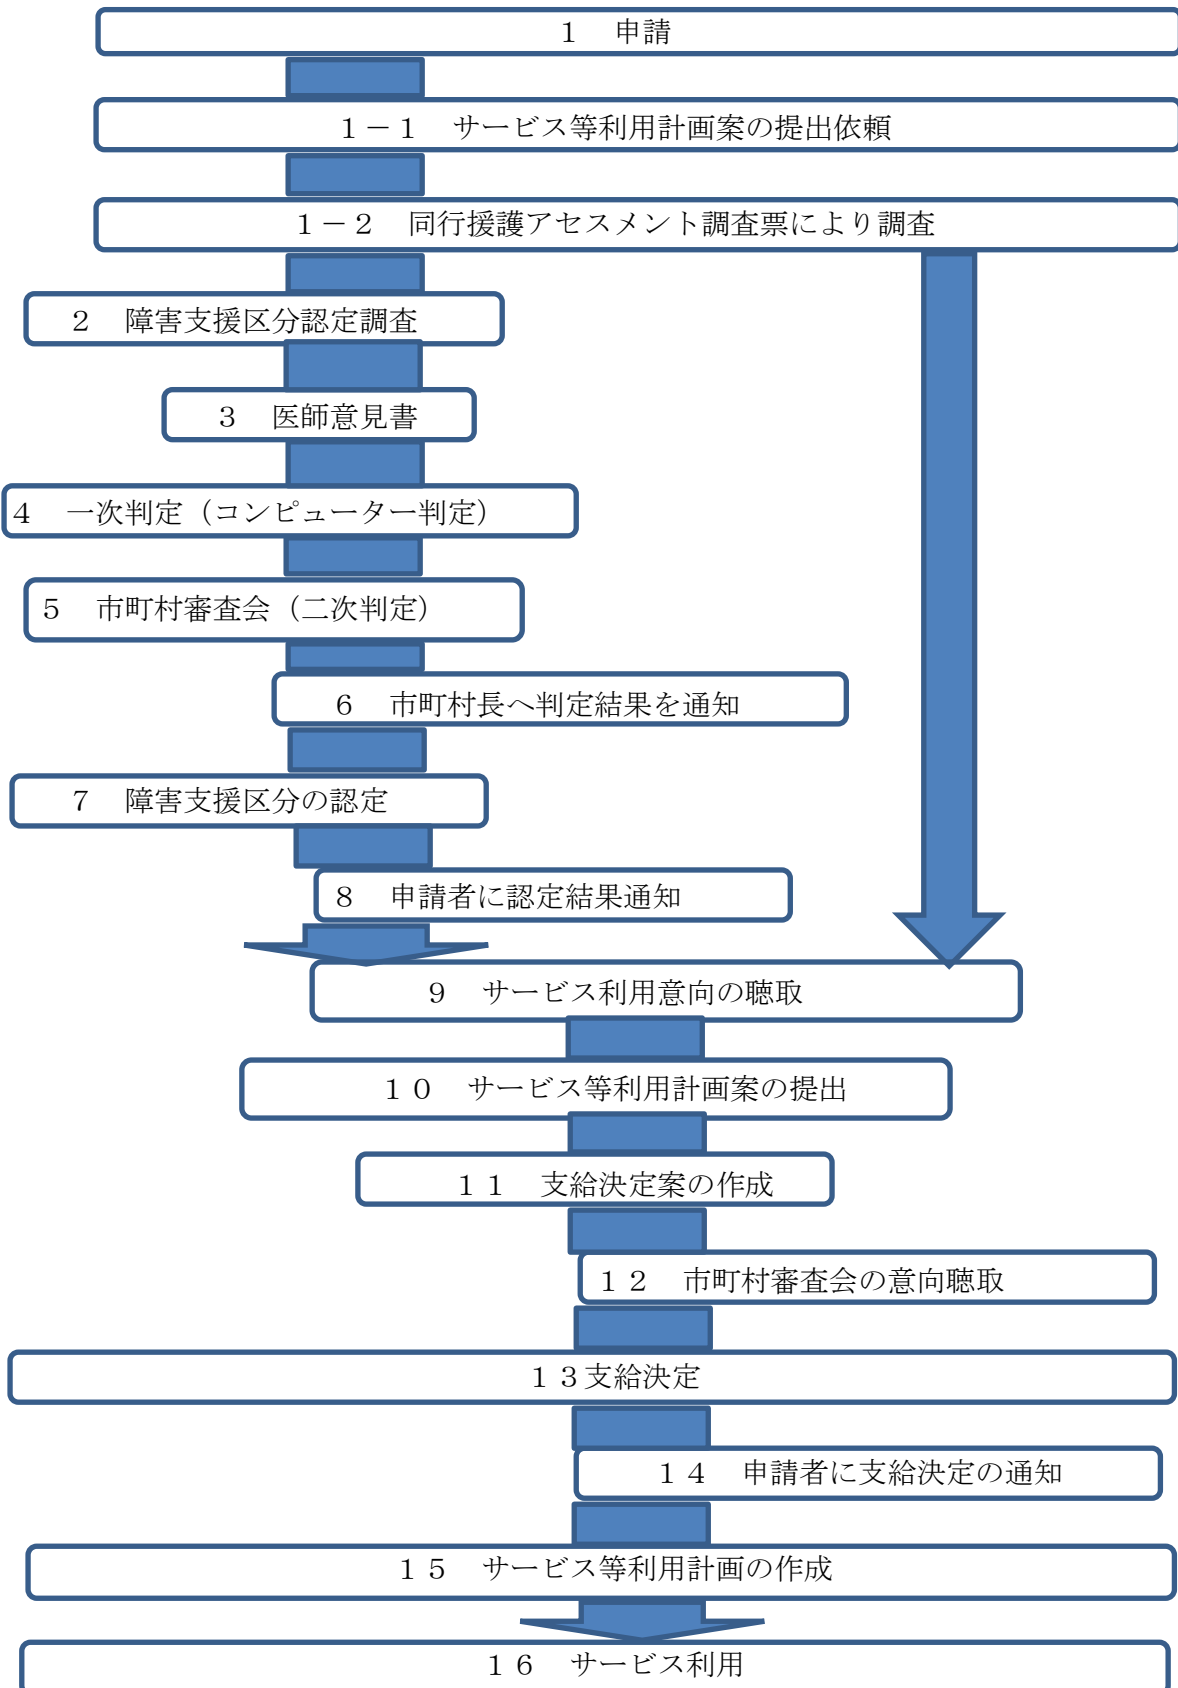 １　申請
１－１　サービス等利用計画案の提出依頼
１－２　同行援護アセスメント調査票により調査
２　障害支援区分認定調査
３　医師意見書
４　一次判定（コンピューター判定）
５　市町村審査会（二次判定）
６　市町村長へ判定結果を通知
７　障害支援区分の認定
８　申請者に認定結果通知
９　サービス利用意向の聴取
１０　サービス等利用計画案の提出
１１　支給決定案の作成
１２　市町村審査会の意向聴取
１３支給決定
１４　申請者に支給決定の通知
１５　サービス等利用計画の作成
１６　サービス利用